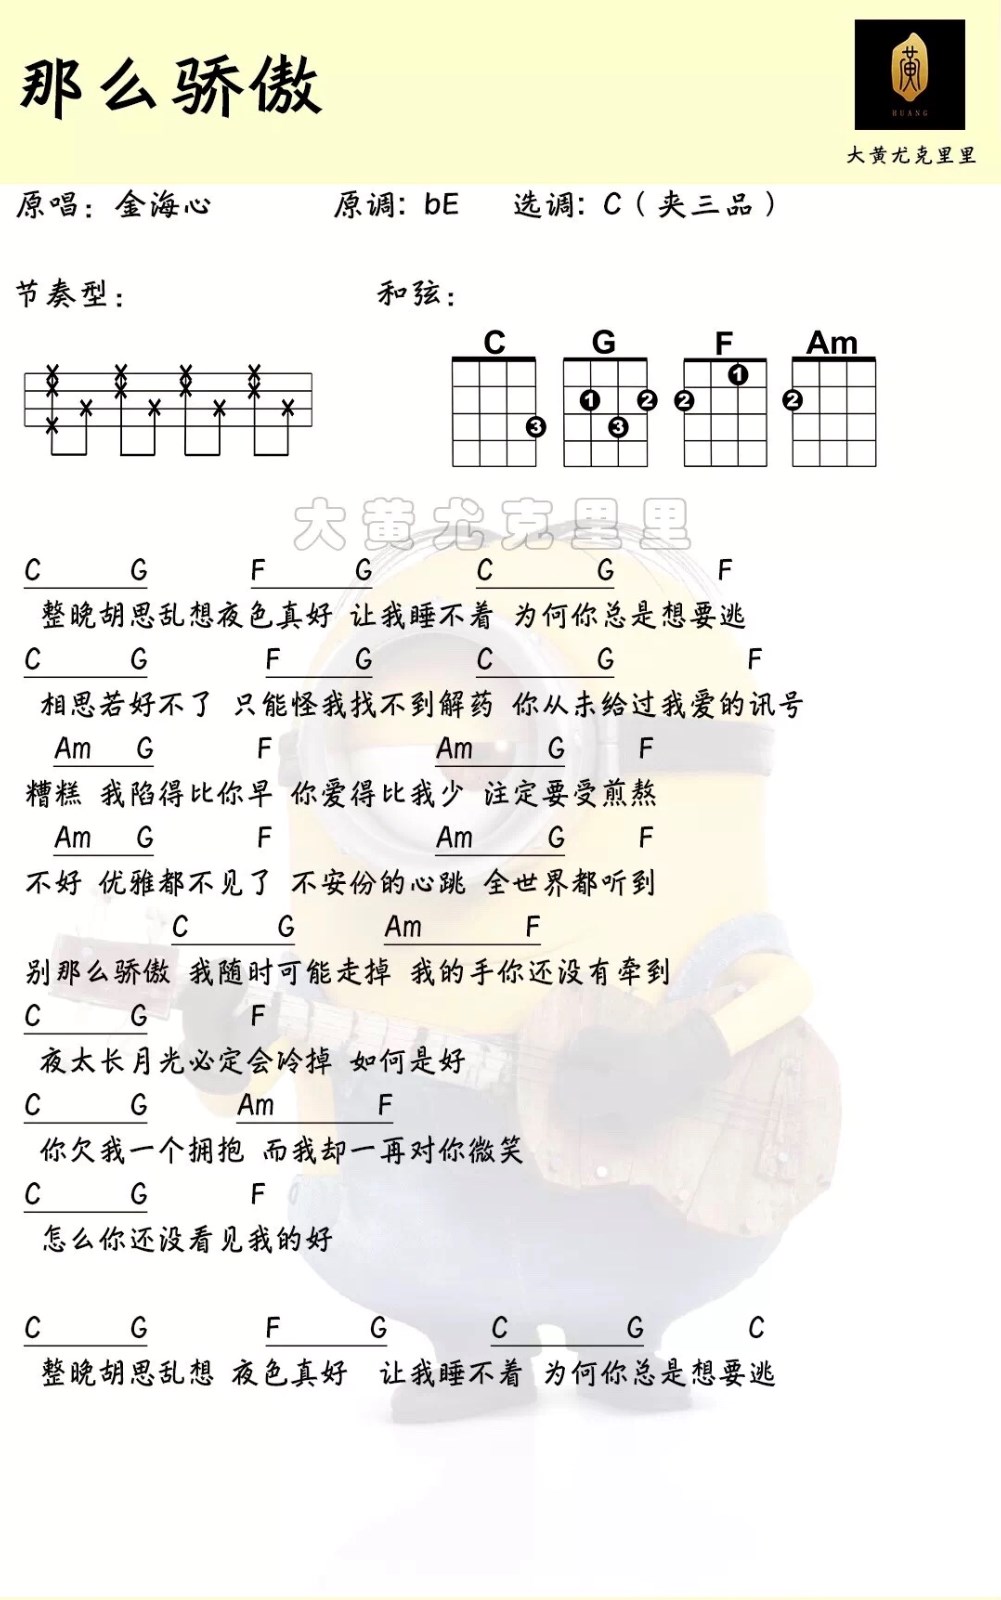 那么骄傲
黄
HUANG
大黄尤克里里
原唱：金海心 原调：bE 选调：C（夹三品）
节奏型： 和弦：
C G F Am
3 1 2 3 2 1 2
大黄尤克里里
C G F G C G F
整晚胡思乱想夜色真好 让我睡不着 为何你总是想要逃
C G F G C G F
相思若好不了 只能怪我找不到解药 你从未给过我爱的讯号
Am G F Am G F
糟糕 我陷得比你早 你爱得比我少 注定要受煎熬
Am G F Am G F
不好 优雅都不见了 不安份的心跳 全世界都听到
C G Am F
别那么骄傲 我随时可能走掉 我的手你还没有牵到
C G F
夜太长月光必定会冷掉 如何是好
C G Am F
你欠我一个拥抱 而我却一再对你微笑
C G F
怎么你还没看见我的好
C G F G C G C
整晚胡思乱想 夜色真好 让我睡不着 为何你总是想要逃